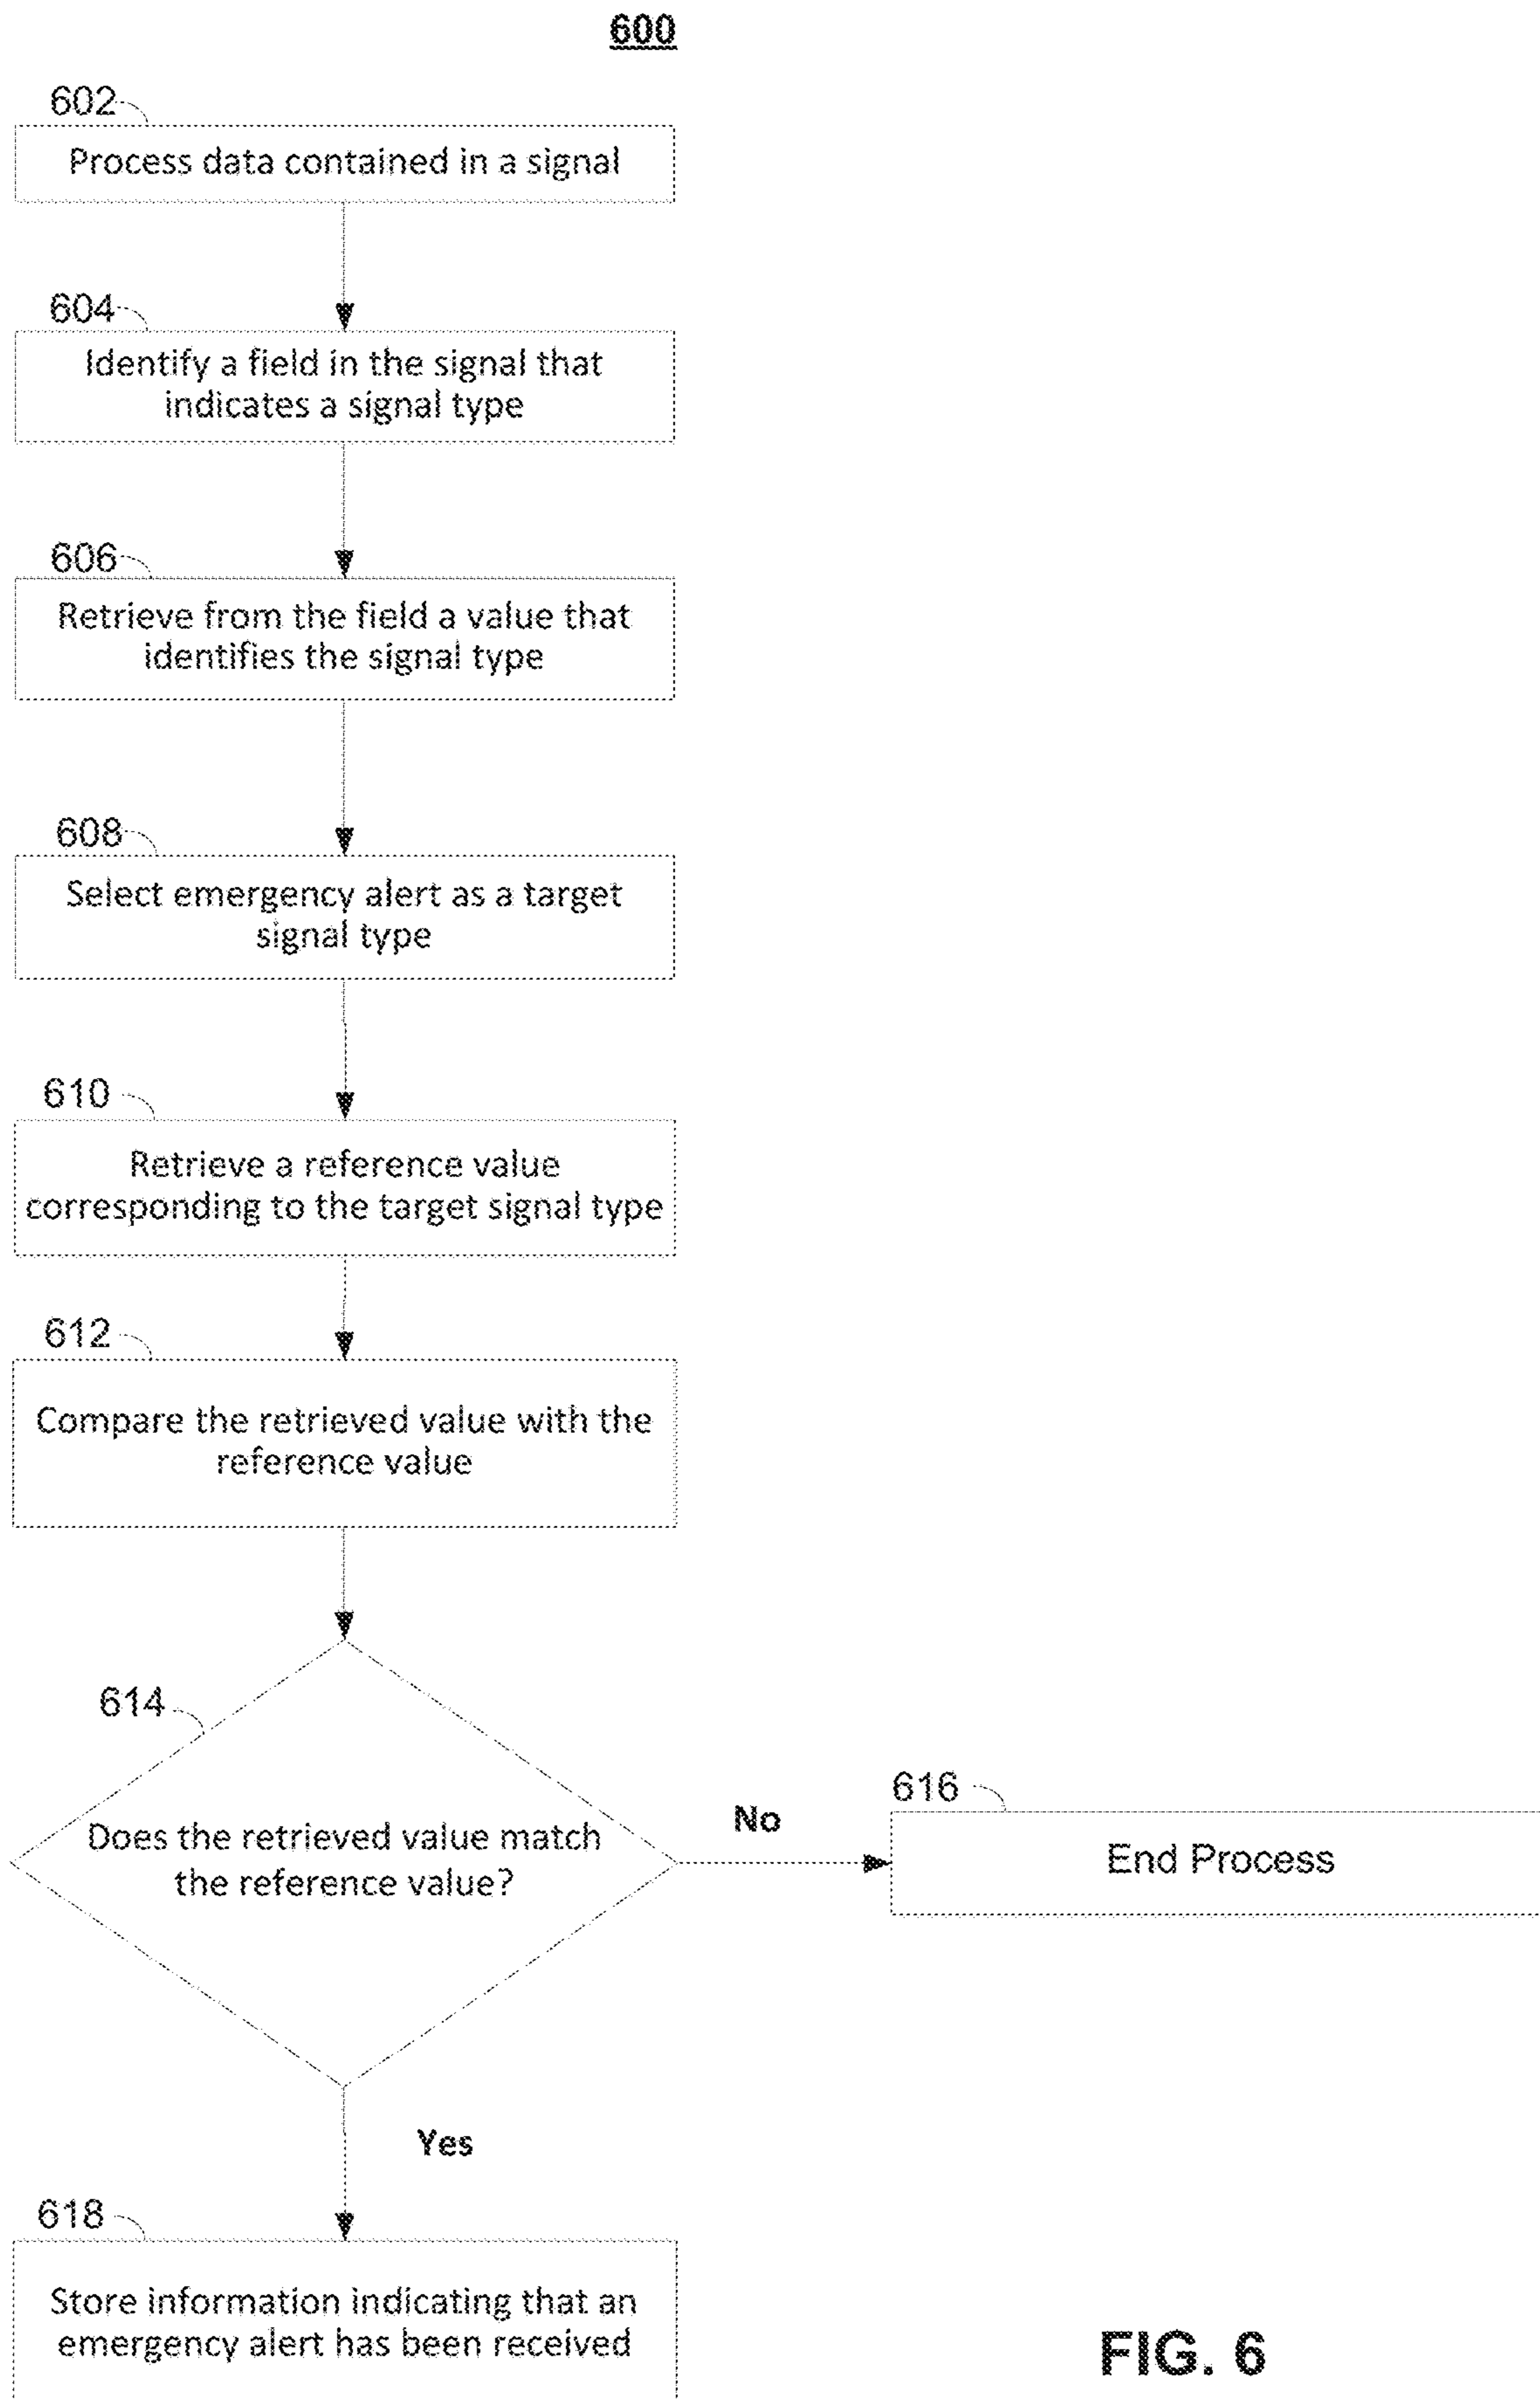 600
602
Process data contained in a signal
604
Identify a field in the signal that
indicates a signal type
606
Retrieve from the field a value that
identifies the signal type
608
Select emergency alert as a target
signal type
610
Retrieve a reference value
corresponding to the target signal type
612
Compare the retrieved value with the
reference value
614
Does the retrieved value match
the reference value?
No
616
End Process
Yes
618
Store information indicating that an
emergency alert has been received
FIG. 6